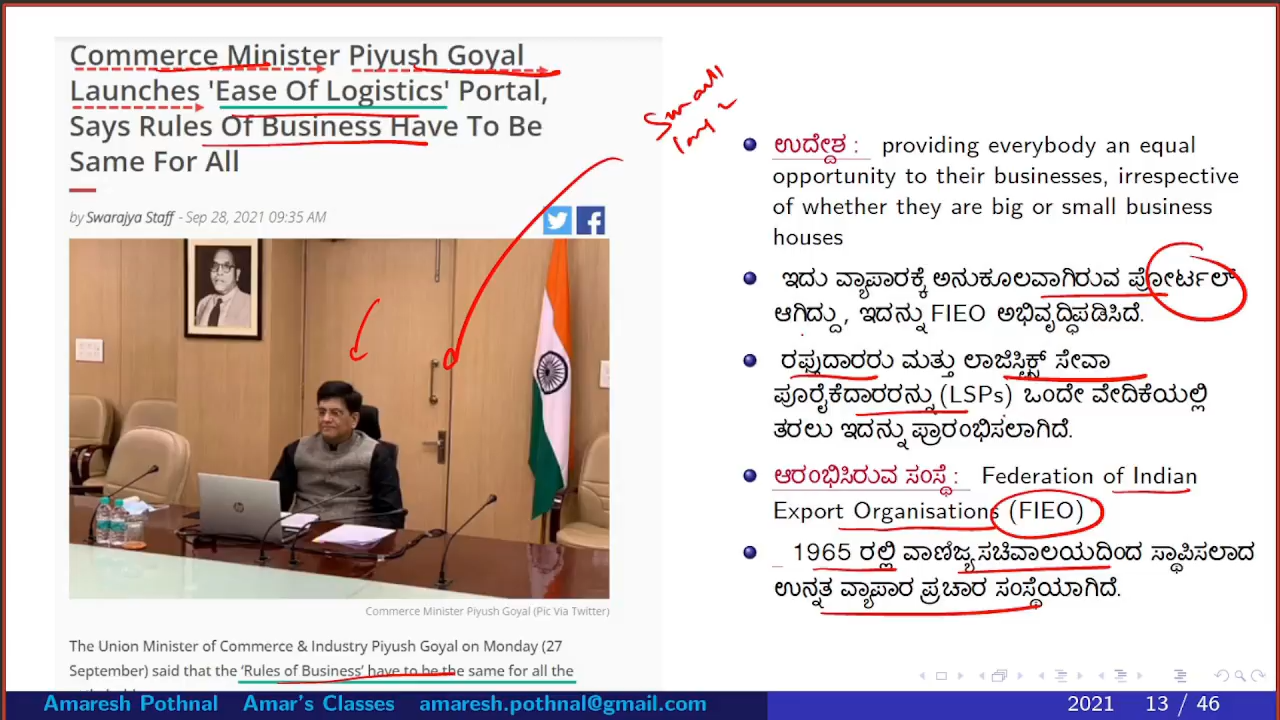 Commerce Minister Piyush Goyal
Launches 'Ease Of Logistics' Portal,
Says Rules Of Business Have To Be
Same For All
by Swarajya Staff - Sep 28, 2021 09:35 AM
Commerce Minister Piyush Goyal (Pic Via Twitter)
The Union Minister of Commerce & Industry Piyush Goyal on Monday (27
September) said that the 'Rules of Business' have to be the same for all the
Small
ಉದ್ದೇಶ : providing everybody an equal
opportunity to their businesses, irrespective
of whether they are big or small business
houses
ಇದು ವ್ಯಾಪಾರಕ್ಕೆ ಅನುಕೂಲವಾಗಿರುವ ಪೋರ್ಟಲ್
ಆಗಿದ್ದು, ಇದನ್ನು FIEO ಅಭಿವೃದ್ಧಿಪಡಿಸಿದೆ.
ರಫ್ತುದಾರರು ಮತ್ತು ಲಾಜಿಸ್ಟಿಕ್ಸ್ ಸೇವಾ
ಪೂರೈಕೆದಾರರನ್ನು (LSPs) ಒಂದೇ ವೇದಿಕೆಯಲ್ಲಿ
ತರಲು ಇದನ್ನು ಪ್ರಾರಂಭಿಸಲಾಗಿದೆ.
ಆರಂಭಿಸಿರುವ ಸಂಸ್ಥೆ : Federation of Indian
Export Organisations (FIEO)
1965 ರಲ್ಲಿ ವಾಣಿಜ್ಯ ಸಚಿವಾಲಯದಿಂದ ಸ್ಥಾಪಿಸಲಾದ
ಉನ್ನತ ವ್ಯಾಪಾರ ಪ್ರಚಾರ ಸಂಸ್ಥೆಯಾಗಿದೆ.
Amaresh Pothnal Amar's Classes amaresh.pothnal@gmail.com 2021 13 / 46